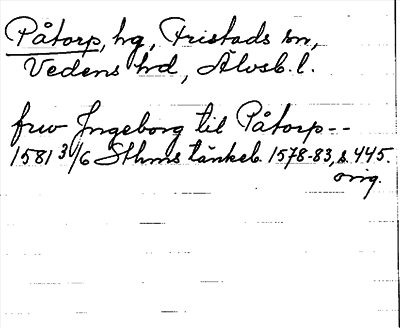 Påtorp, hg, Fristads sn,
Vedens hd, Älvsb. l.
fru Jngeborg til Påtorp--
1581 3/6 Sthms tänkeb. 1578-83, s. 445.
orig.